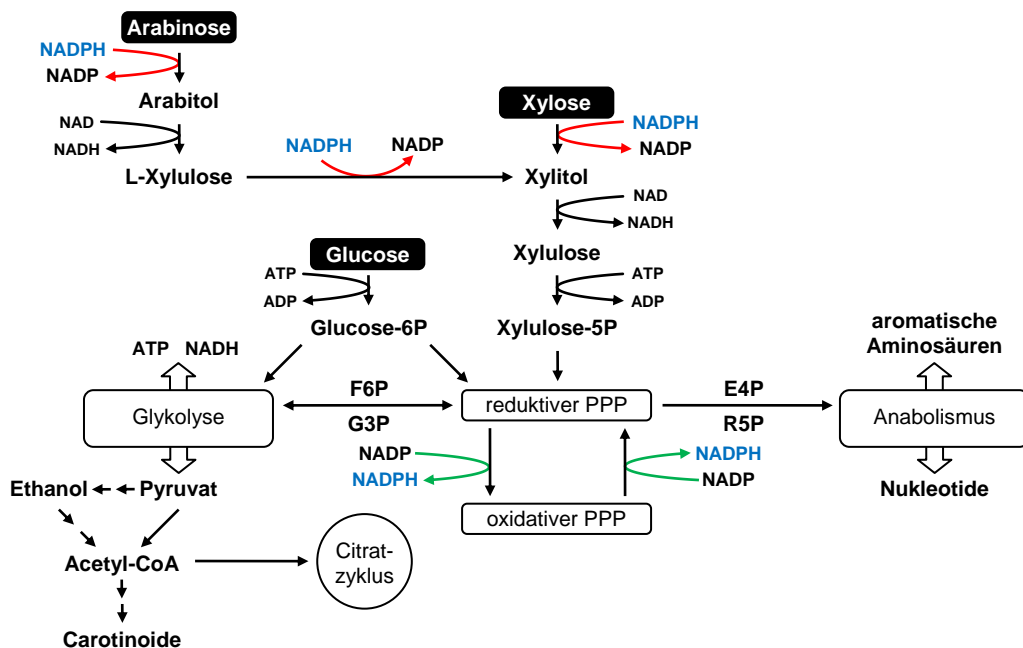 Arabinose
NADPH
NADP
Arabitol
NAD
NADH
L-Xylulose
NADPH
NADP
Xylose
NADPH
NADP
Xylitol
NAD
NADH
Xylulose
ATP
ADP
Xylulose-5P
Glucose
ATP
ADP
Glucose-6P
ATP NADH
Glykolyse
F6P
G3P
reduktiver PPP
E4P
R5P
aromatische
Aminosäuren
Anabolismus
Nukleotide
NADP
NADPH
NADPH
NADP
oxidativer PPP
Ethanol
Pyruvat
Acetyl-CoA
Citrat-
zyklus
Carotinoide